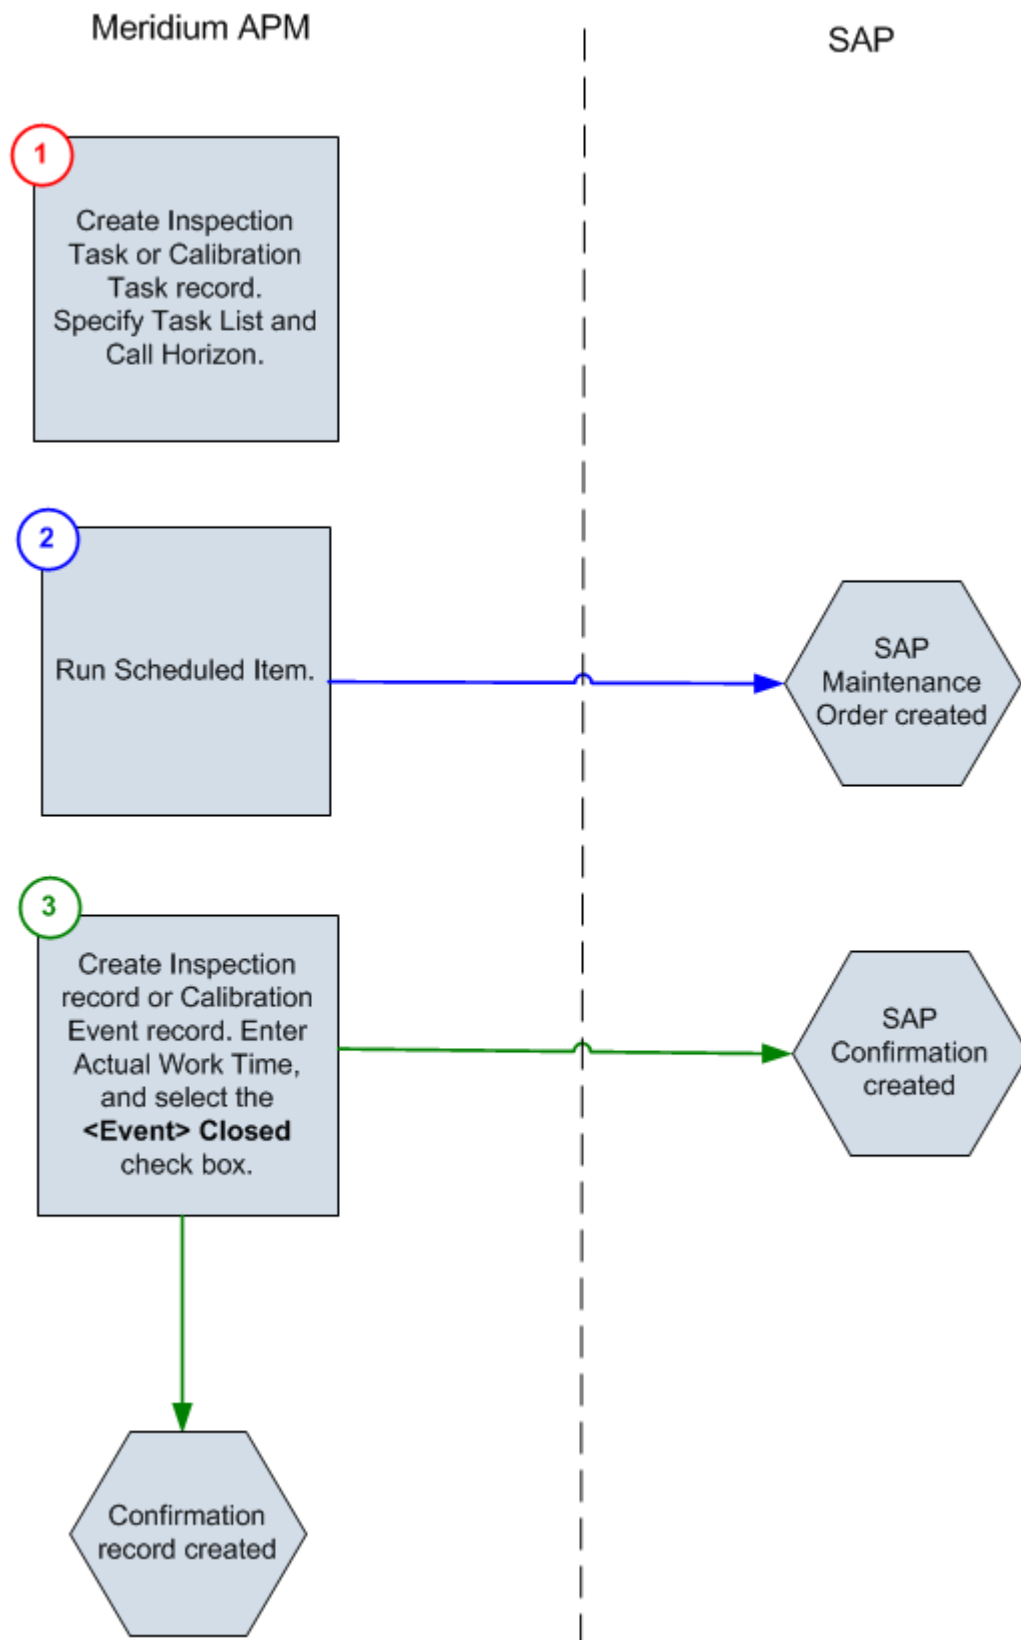 Meridium APM
SAP
1
Create Inspection
Task or Calibration
Task record.
Specify Task List and
Call Horizon.
2
Run Scheduled Item.
SAP
Maintenance
Order created
3
Create Inspection
record or Calibration
Event record. Enter
Actual Work Time,
and select the
<Event> Closed
check box.
SAP
Confirmation
created
Confirmation
record created